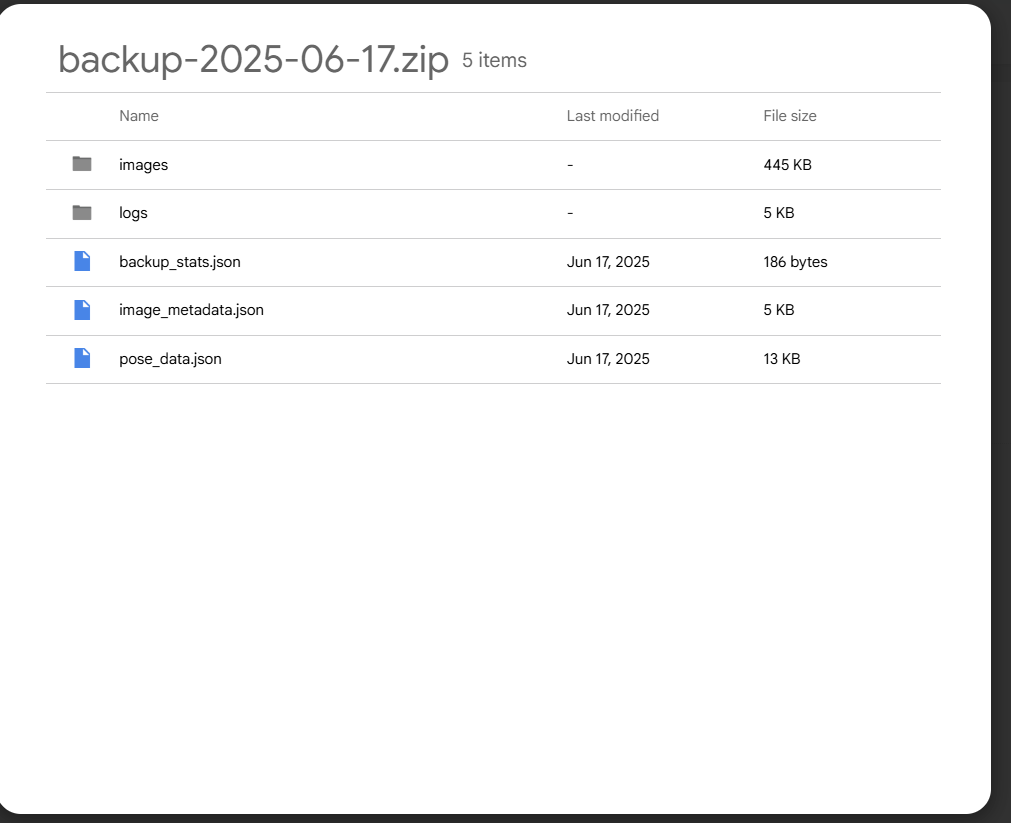 backup-2025-06-17.zip 5 items
Name Last modified File size
images - 445 KB
logs - 5 KB
backup_stats.json Jun 17, 2025 186 bytes
image_metadata.json Jun 17, 2025 5 KB
pose_data.json Jun 17, 2025 13 KB